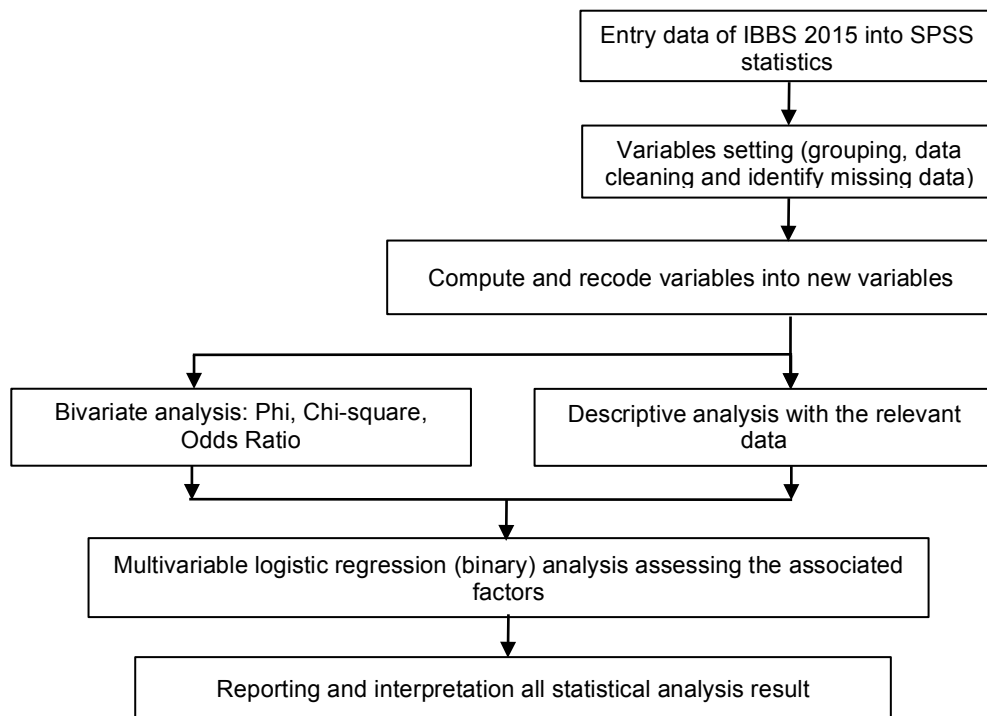 Entry data of IBBS 2015 into SPSS
statistics
Variables setting (grouping, data
cleaning and identify missing data)
Compute and recode variables into new variables
Bivariate analysis: Phi, Chi-square,
Odds Ratio
Descriptive analysis with the relevant
data
Multivariable logistic regression (binary) analysis assessing the associated
factors
Reporting and interpretation all statistical analysis result